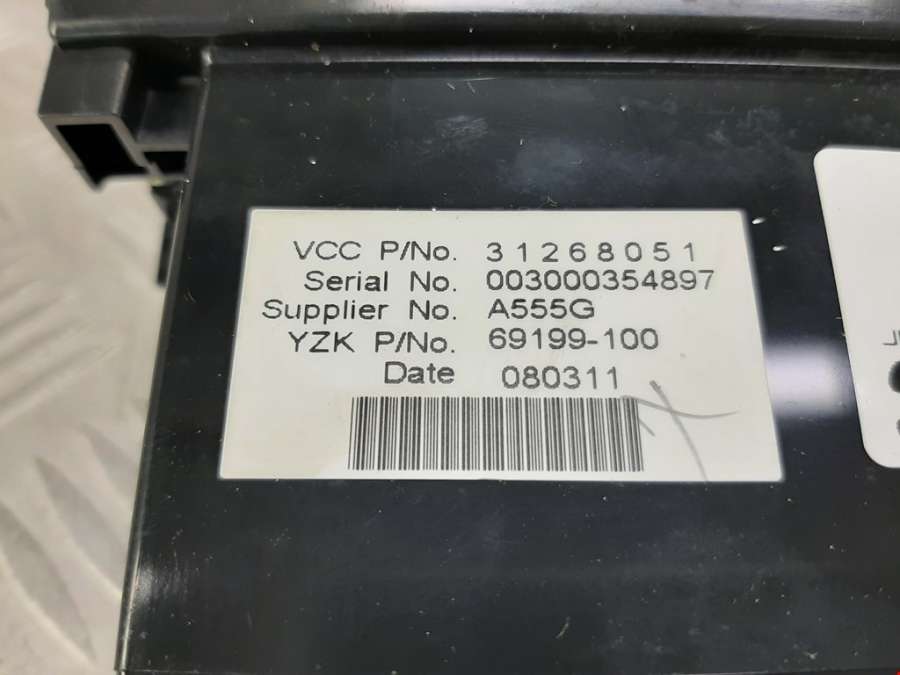 VCC P/No. 31268051
Serial No. 003000354897
Supplier No. A555G
YZK P/No. 69199-100
Date 080311